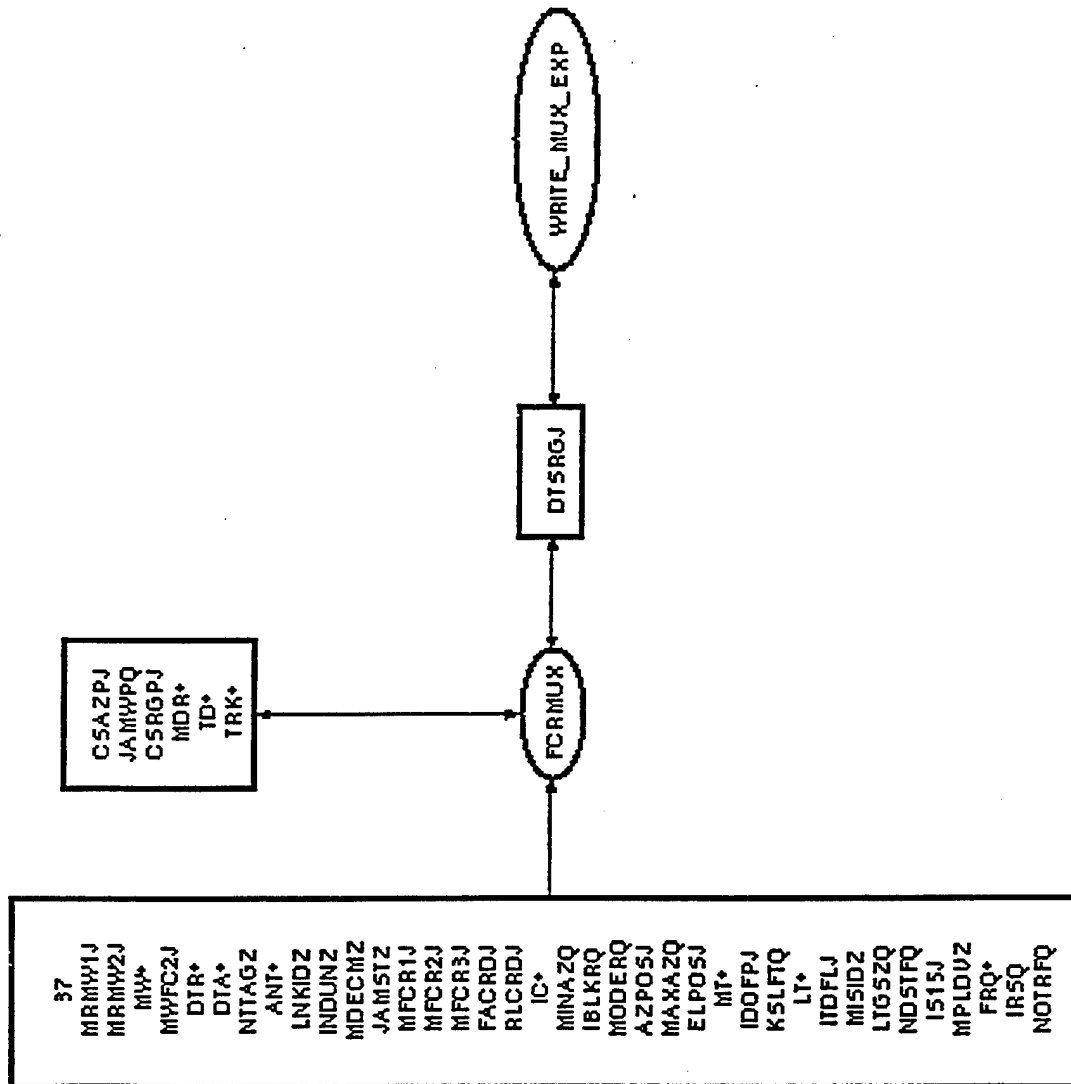 37
MRMW1J
MRMW2J
MW+
MWFC2J
DTR+
DTA+
NTTAGZ
ANT+
LNKIDZ
INDUNZ
MDECMZ
JAMSTZ
MFCR1J
MFCR2J
MFCR3J
FACRDJ
RLCRDJ
IC+
MINAZQ
IBLKRQ
MODERQ
AZPOSJ
MAXAZQ
ELPOSJ
MT+
IDOFPJ
KSLFTQ
LT+
ITDFLJ
MISIDZ
LTGSZQ
NDSTFQ
IS1SJ
MPLDVZ
FRQ+
IRSQ
NOTRFQ
CSAZPJ
JAMWPQ
CSRGPJ
MDR+
TD+
TRK+
FCRMUX
DTSRGJ
WRITE_MUX_EXP